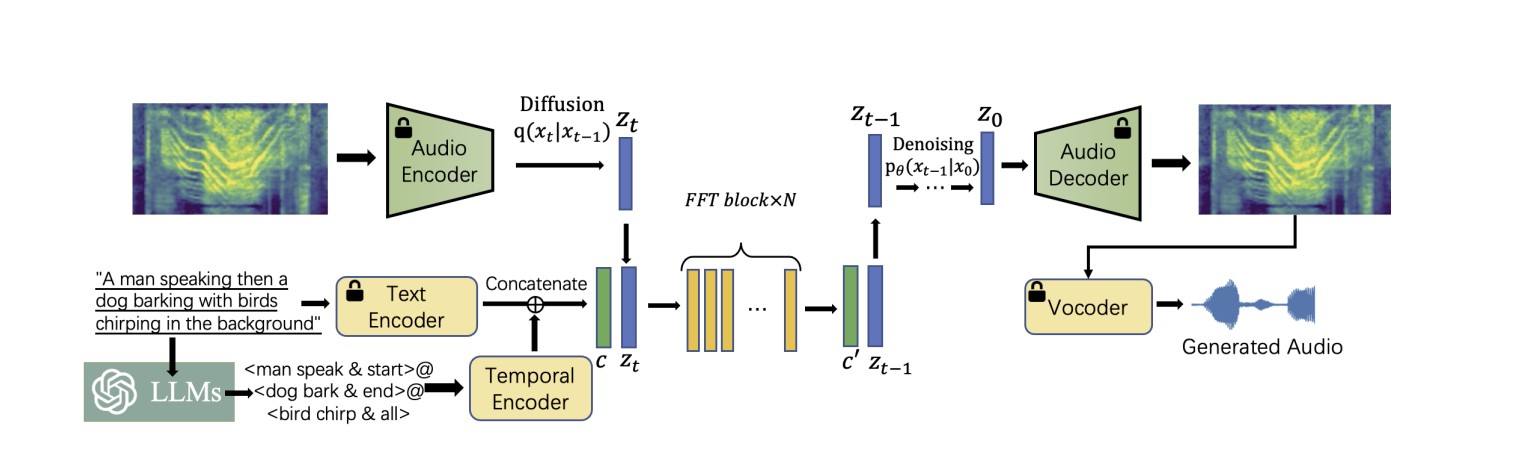 Diffusion
q(x_t|x_{t−1})
z_t
Audio
Encoder
z_{t−1}
z_0
Denoising
p_θ(x_{t−1}|x_0)
...
Audio
Decoder
FFT block×N
"A man speaking then a
dog barking with birds
chirping in the background"
Text
Encoder
Concatenate
...
c
z_t
c′
z_{t−1}
Vocoder
Generated Audio
LLMs
<man speak & start>@
<dog bark & end>@
<bird chirp & all>
Temporal
Encoder